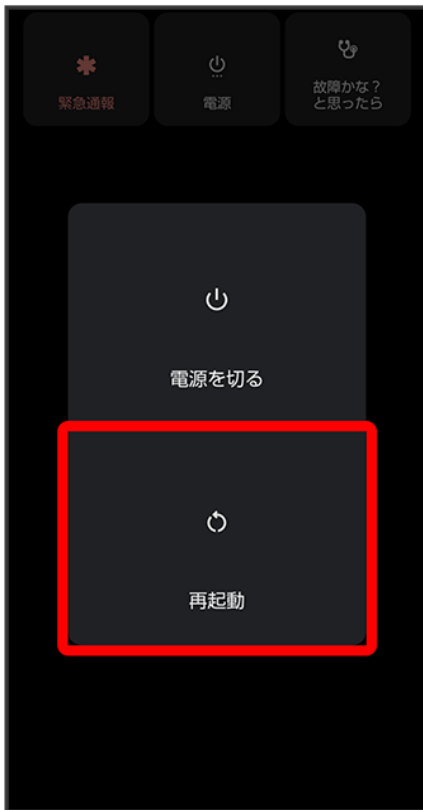 緊急通報
電源
故障かな?
と思ったら
電源を切る
再起動